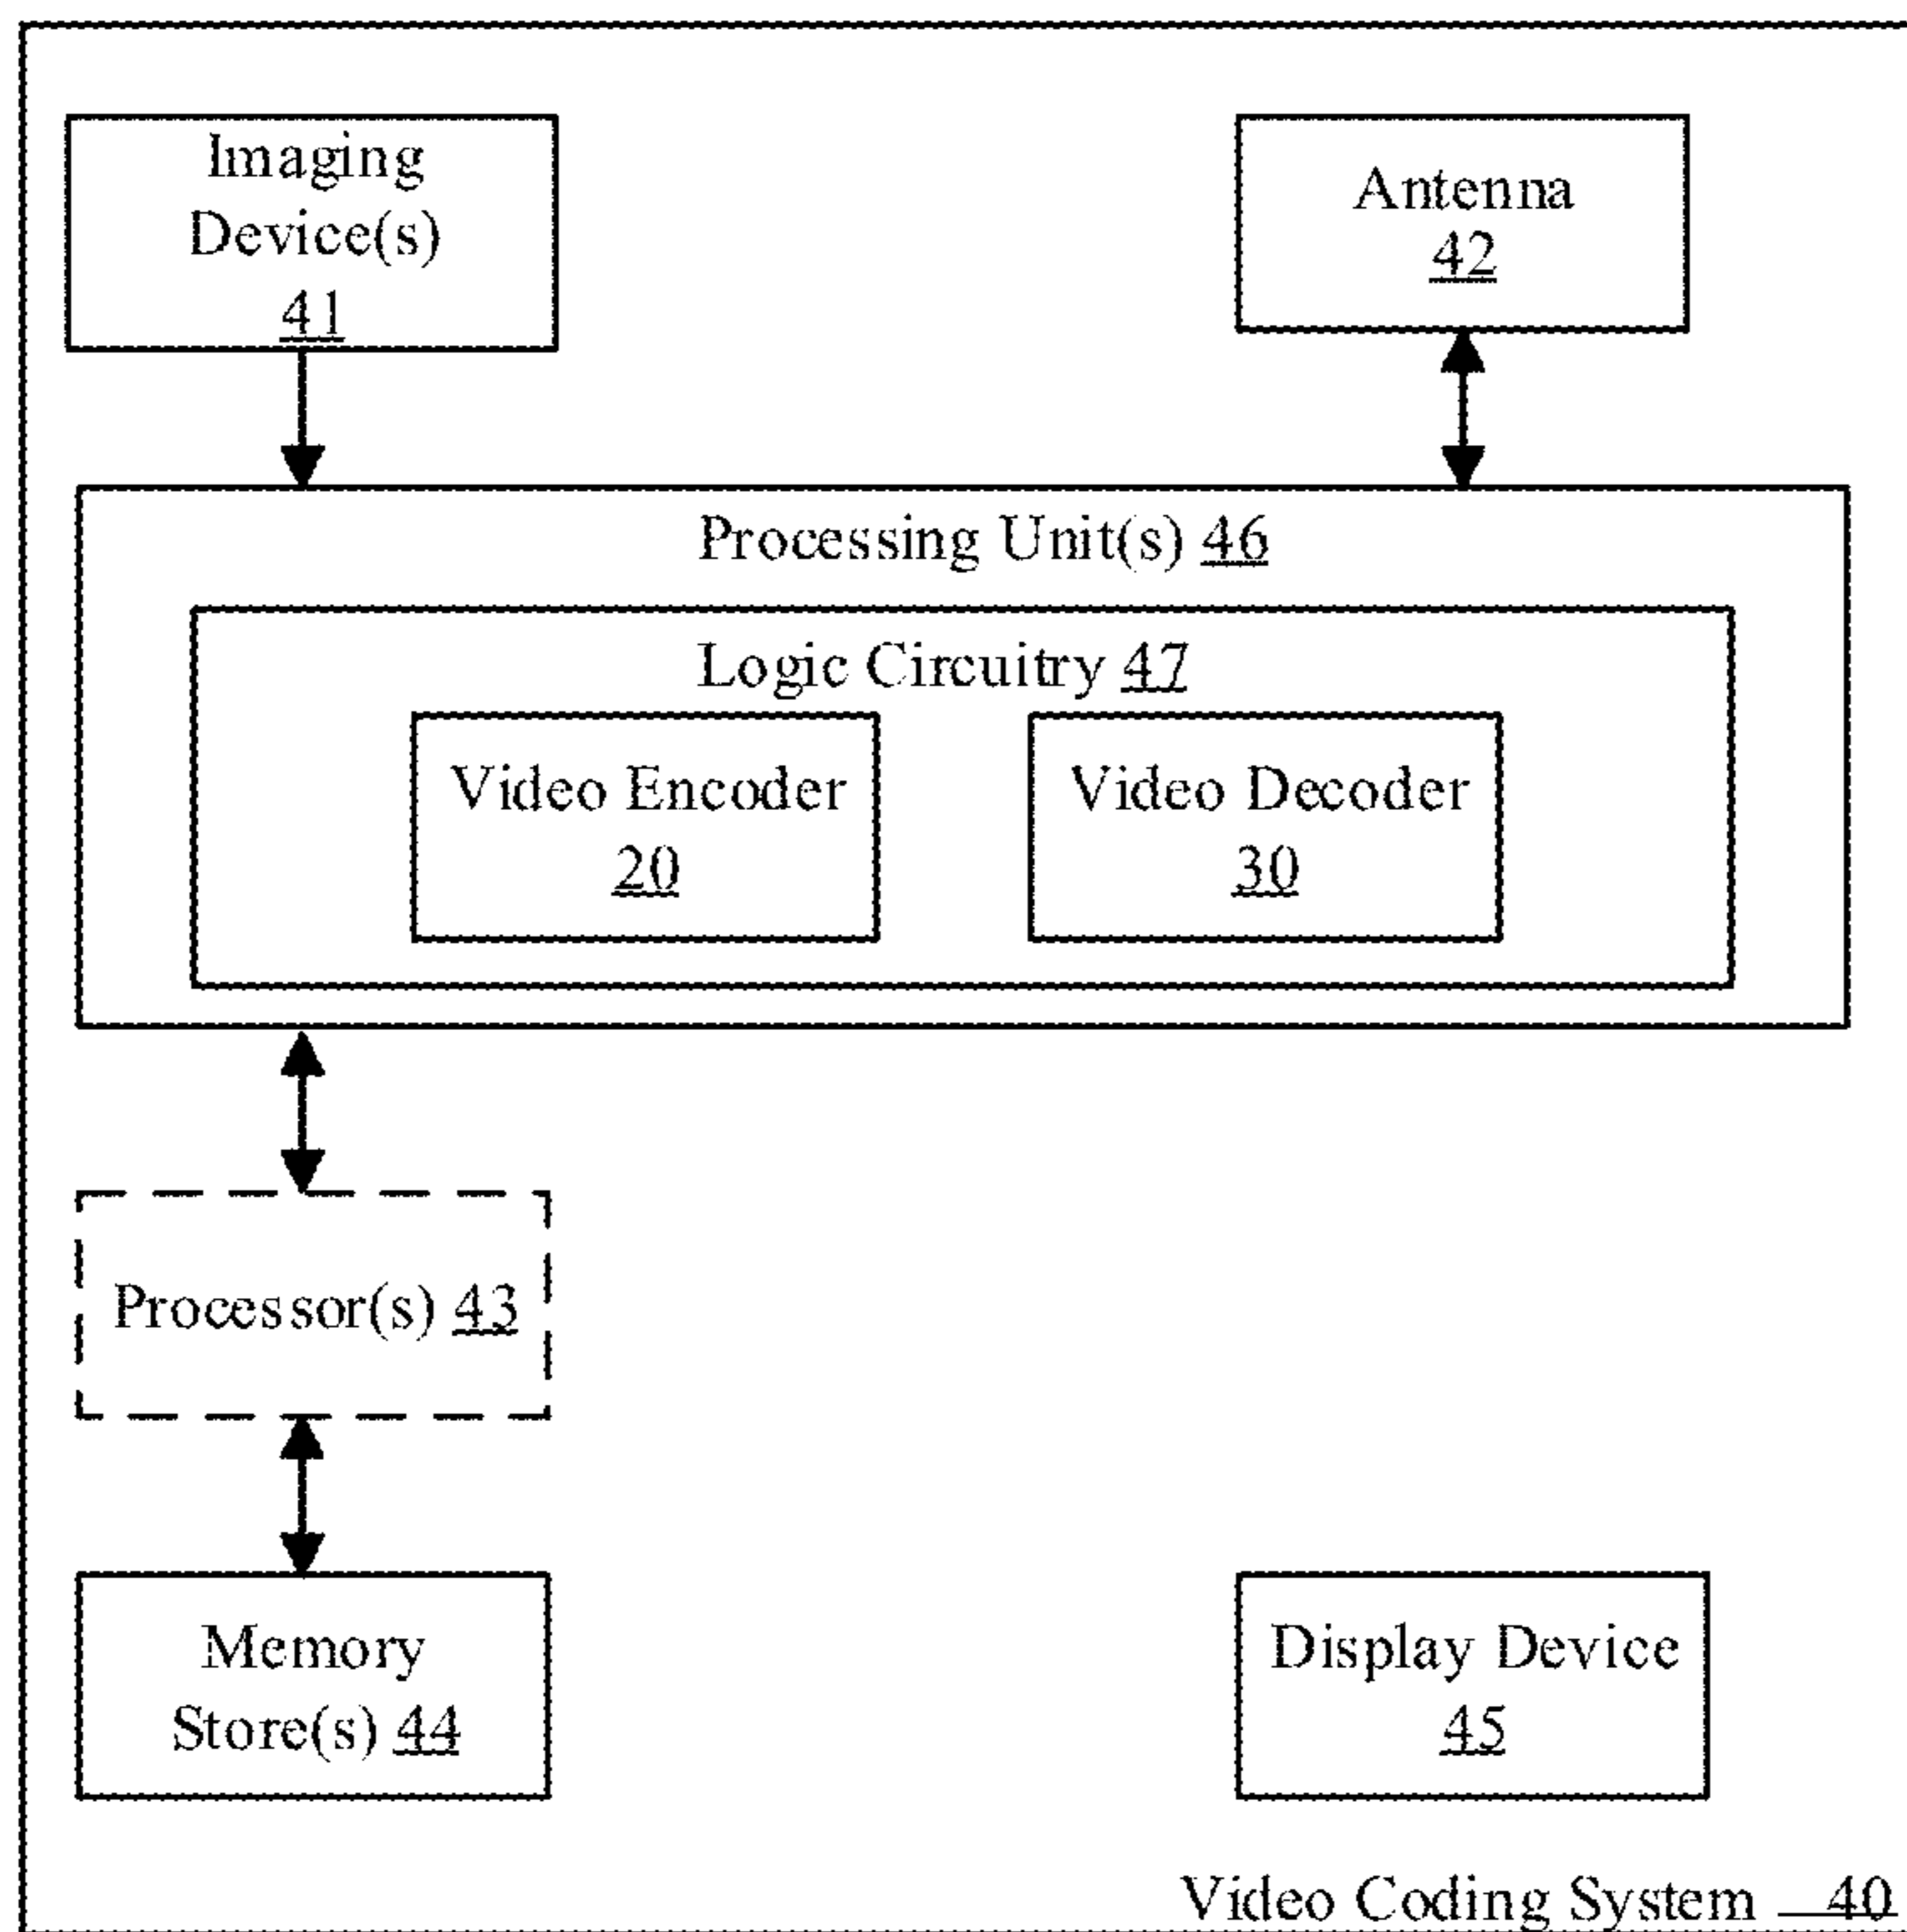 Imaging
Device(s)
41
Antenna
42
Processing Unit(s) 46
Logic Circuitry 47
Video Encoder
20
Video Decoder
30
Processor(s) 43
Memory
Store(s) 44
Display Device
45
Video Coding System 40